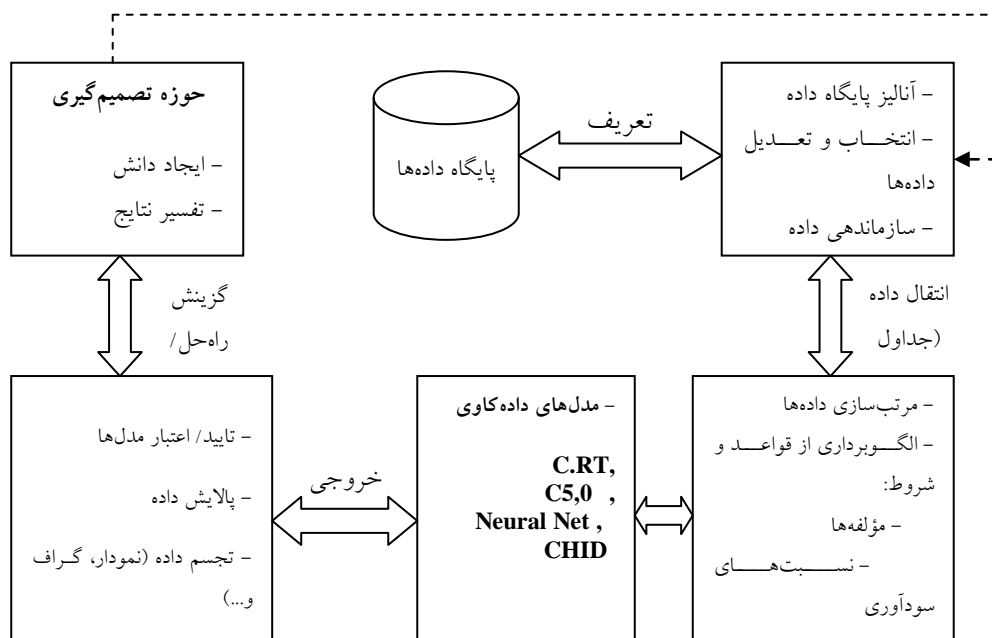 حوزه تصمیم‌گیری
- ایجاد دانش
- تفسیر نتایج
پایگاه داده‌ها
تعریف
- آنالیز پایگاه داده
- انتخاب و تعدیل
داده‌ها
- سازماندهی داده
گزینش
راه‌حل/
انتقال داده
(جداول
- تایید/ اعتبار مدل‌ها
- پالایش داده
- تجسم داده (نمودار، گراف
و...)
خروجی
- مدل‌های داده‌کاوی
C.RT,
C5,0 ,
Neural Net ,
CHID
- مرتب‌سازی داده‌ها
- الگوبرداری از قواعد و
شروط:
- مؤلفه‌ها
- نسبت‌های
سودآوری